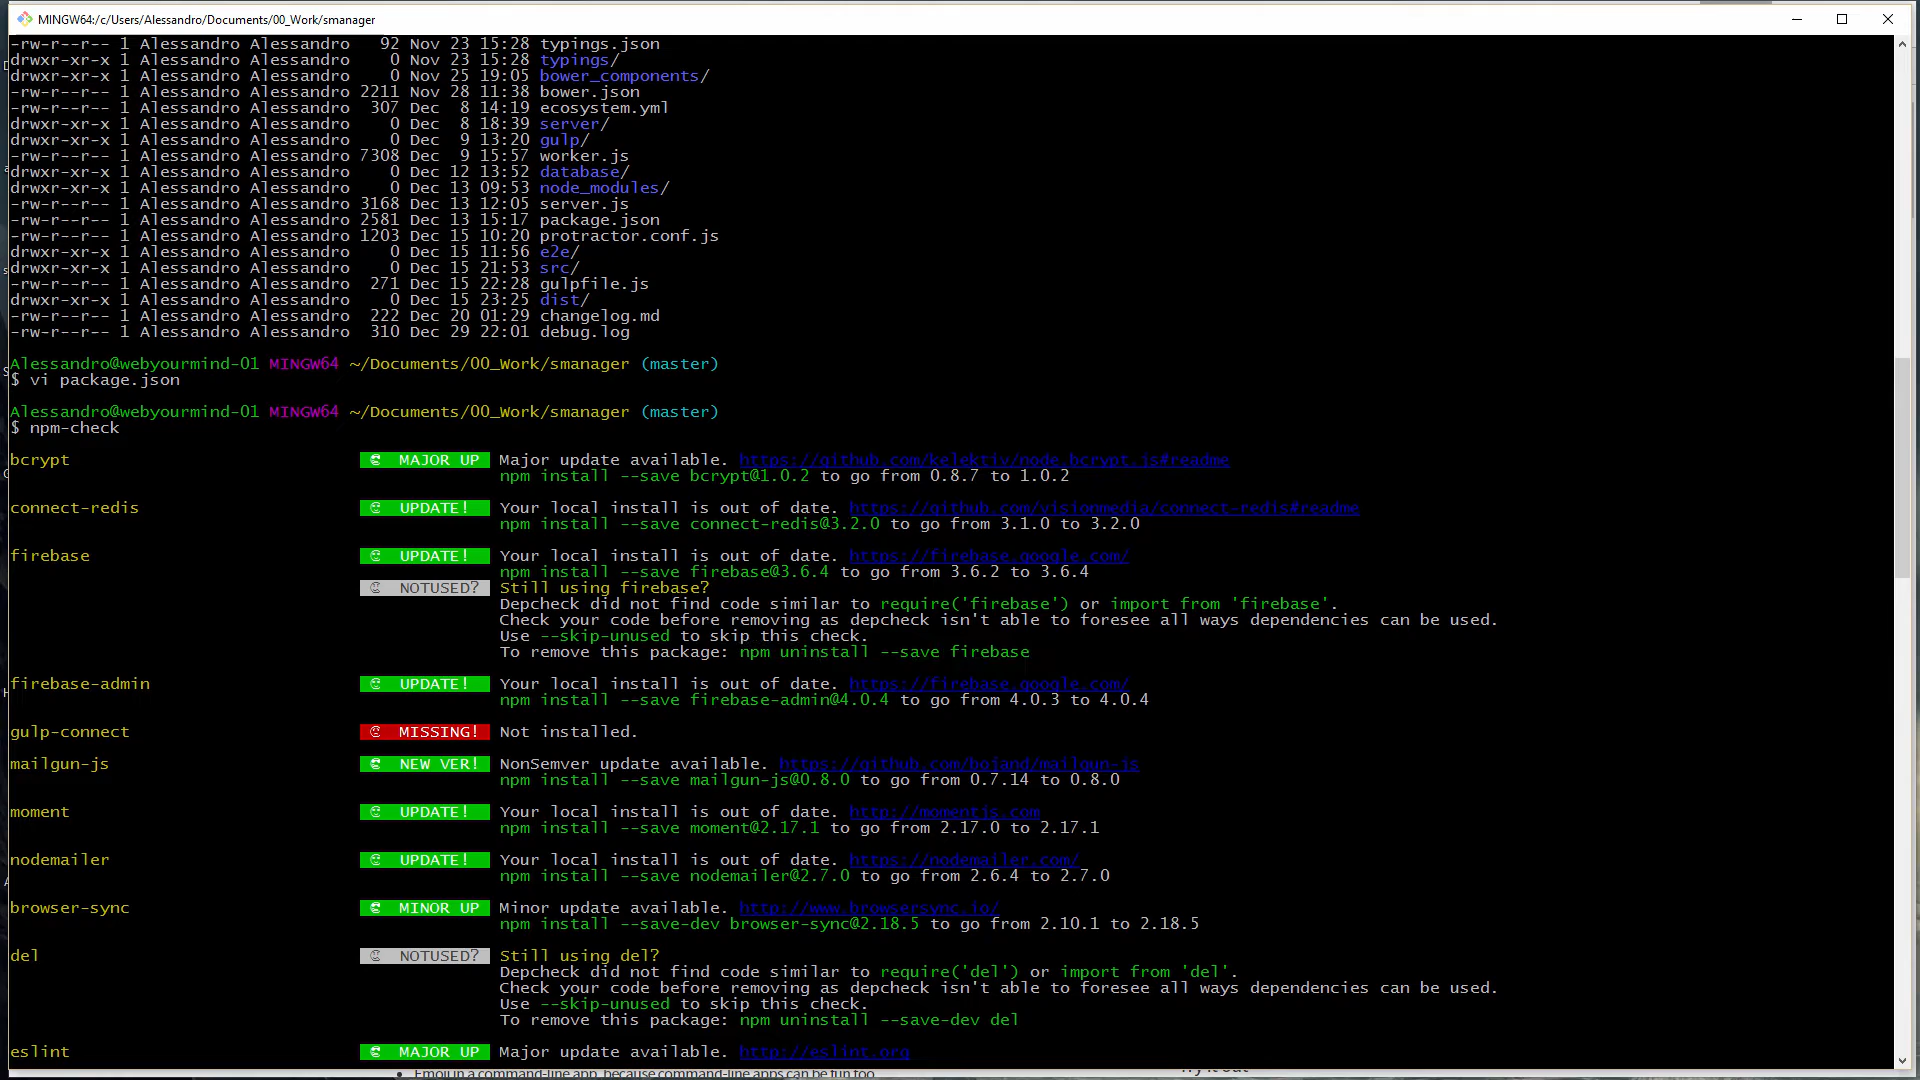 MINGW64:/c/Users/Alessandro/Documents/00_Work/smanager
-rw-r--r-- 1 Alessandro Alessandro   92 Nov 23 15:28 typings.json
drwxr-xr-x 1 Alessandro Alessandro    0 Nov 23 15:28 typings/
drwxr-xr-x 1 Alessandro Alessandro    0 Nov 25 19:05 bower_components/
-rw-r--r-- 1 Alessandro Alessandro 2211 Nov 28 11:38 bower.json
-rw-r--r-- 1 Alessandro Alessandro  307 Dec  8 14:19 ecosystem.yml
drwxr-xr-x 1 Alessandro Alessandro    0 Dec  8 18:39 server/
drwxr-xr-x 1 Alessandro Alessandro    0 Dec  9 13:20 gulp/
-rw-r--r-- 1 Alessandro Alessandro 7308 Dec  9 15:57 worker.js
drwxr-xr-x 1 Alessandro Alessandro    0 Dec 12 13:52 database/
drwxr-xr-x 1 Alessandro Alessandro    0 Dec 13 09:53 node_modules/
-rw-r--r-- 1 Alessandro Alessandro 3168 Dec 13 12:05 server.js
-rw-r--r-- 1 Alessandro Alessandro 2581 Dec 13 15:17 package.json
-rw-r--r-- 1 Alessandro Alessandro 1203 Dec 15 10:20 protractor.conf.js
drwxr-xr-x 1 Alessandro Alessandro    0 Dec 15 11:56 e2e/
drwxr-xr-x 1 Alessandro Alessandro    0 Dec 15 21:53 src/
-rw-r--r-- 1 Alessandro Alessandro  271 Dec 15 22:28 gulpfile.js
drwxr-xr-x 1 Alessandro Alessandro    0 Dec 15 23:25 dist/
-rw-r--r-- 1 Alessandro Alessandro  222 Dec 20 01:29 changelog.md
-rw-r--r-- 1 Alessandro Alessandro  310 Dec 29 22:01 debug.log
Alessandro@webyourmind-01 MINGW64 ~/Documents/00_Work/smanager (master)
$ vi package.json
Alessandro@webyourmind-01 MINGW64 ~/Documents/00_Work/smanager (master)
$ npm-check
bcrypt MAJOR UP Major update available. https://github.com/kelektiv/node.bcrypt.js#readme
npm install --save bcrypt@1.0.2 to go from 0.8.7 to 1.0.2
connect-redis UPDATE! Your local install is out of date. https://github.com/visionmedia/connect-redis#readme
npm install --save connect-redis@3.2.0 to go from 3.1.0 to 3.2.0
firebase UPDATE! Your local install is out of date. https://firebase.google.com/
npm install --save firebase@3.6.4 to go from 3.6.2 to 3.6.4
NOTUSED? Still using firebase?
Depcheck did not find code similar to require('firebase') or import from 'firebase'.
Check your code before removing as depcheck isn't able to foresee all ways dependencies can be used.
Use --skip-unused to skip this check.
To remove this package: npm uninstall --save firebase
firebase-admin UPDATE! Your local install is out of date. https://firebase.google.com/
npm install --save firebase-admin@4.0.4 to go from 4.0.3 to 4.0.4
gulp-connect MISSING! Not installed.
mailgun-js NEW VER! NonSemver update available. https://github.com/bojand/mailgun-js
npm install --save mailgun-js@0.8.0 to go from 0.7.14 to 0.8.0
moment UPDATE! Your local install is out of date. http://momentjs.com
npm install --save moment@2.17.1 to go from 2.17.0 to 2.17.1
nodemailer UPDATE! Your local install is out of date. https://nodemailer.com/
npm install --save nodemailer@2.7.0 to go from 2.6.4 to 2.7.0
browser-sync MINOR UP Minor update available. http://www.browsersync.io/
npm install --save-dev browser-sync@2.18.5 to go from 2.10.1 to 2.18.5
del NOTUSED? Still using del?
Depcheck did not find code similar to require('del') or import from 'del'.
Check your code before removing as depcheck isn't able to foresee all ways dependencies can be used.
Use --skip-unused to skip this check.
To remove this package: npm uninstall --save-dev del
eslint MAJOR UP Major update available. http://eslint.org
Emoji in a command-line app, because command-line apps can be fun too.